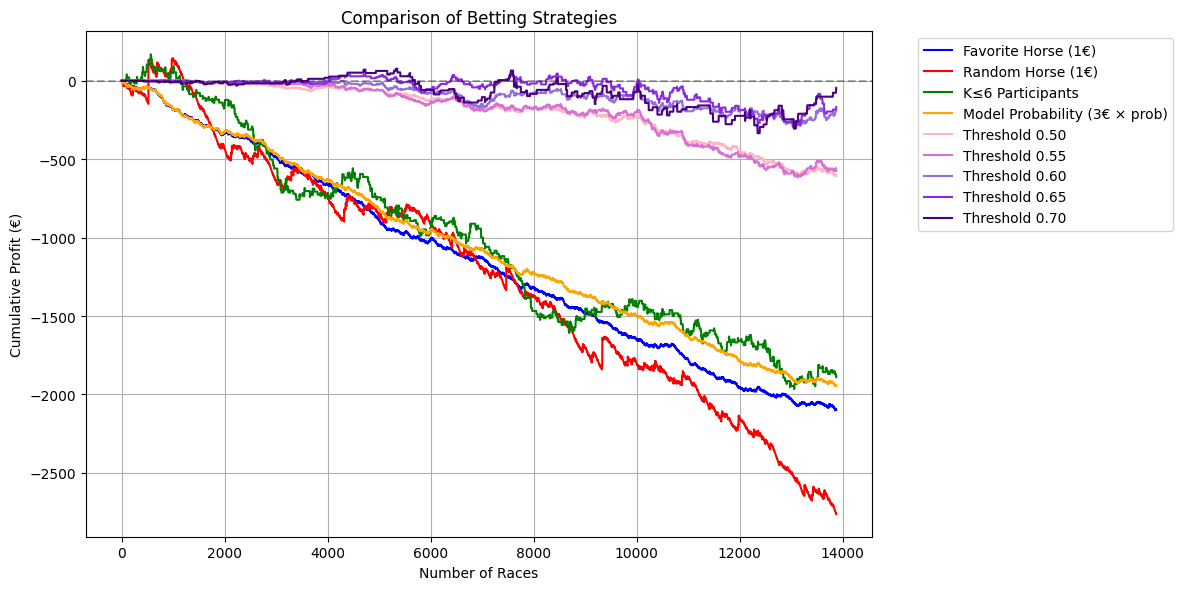 Comparison of Betting Strategies
Cumulative Profit (€)
0
−500
−1000
−1500
−2000
−2500
0
2000
4000
6000
8000
10000
12000
14000
Number of Races
Favorite Horse (1€)
Random Horse (1€)
K≤6 Participants
Model Probability (3€ × prob)
Threshold 0.50
Threshold 0.55
Threshold 0.60
Threshold 0.65
Threshold 0.70